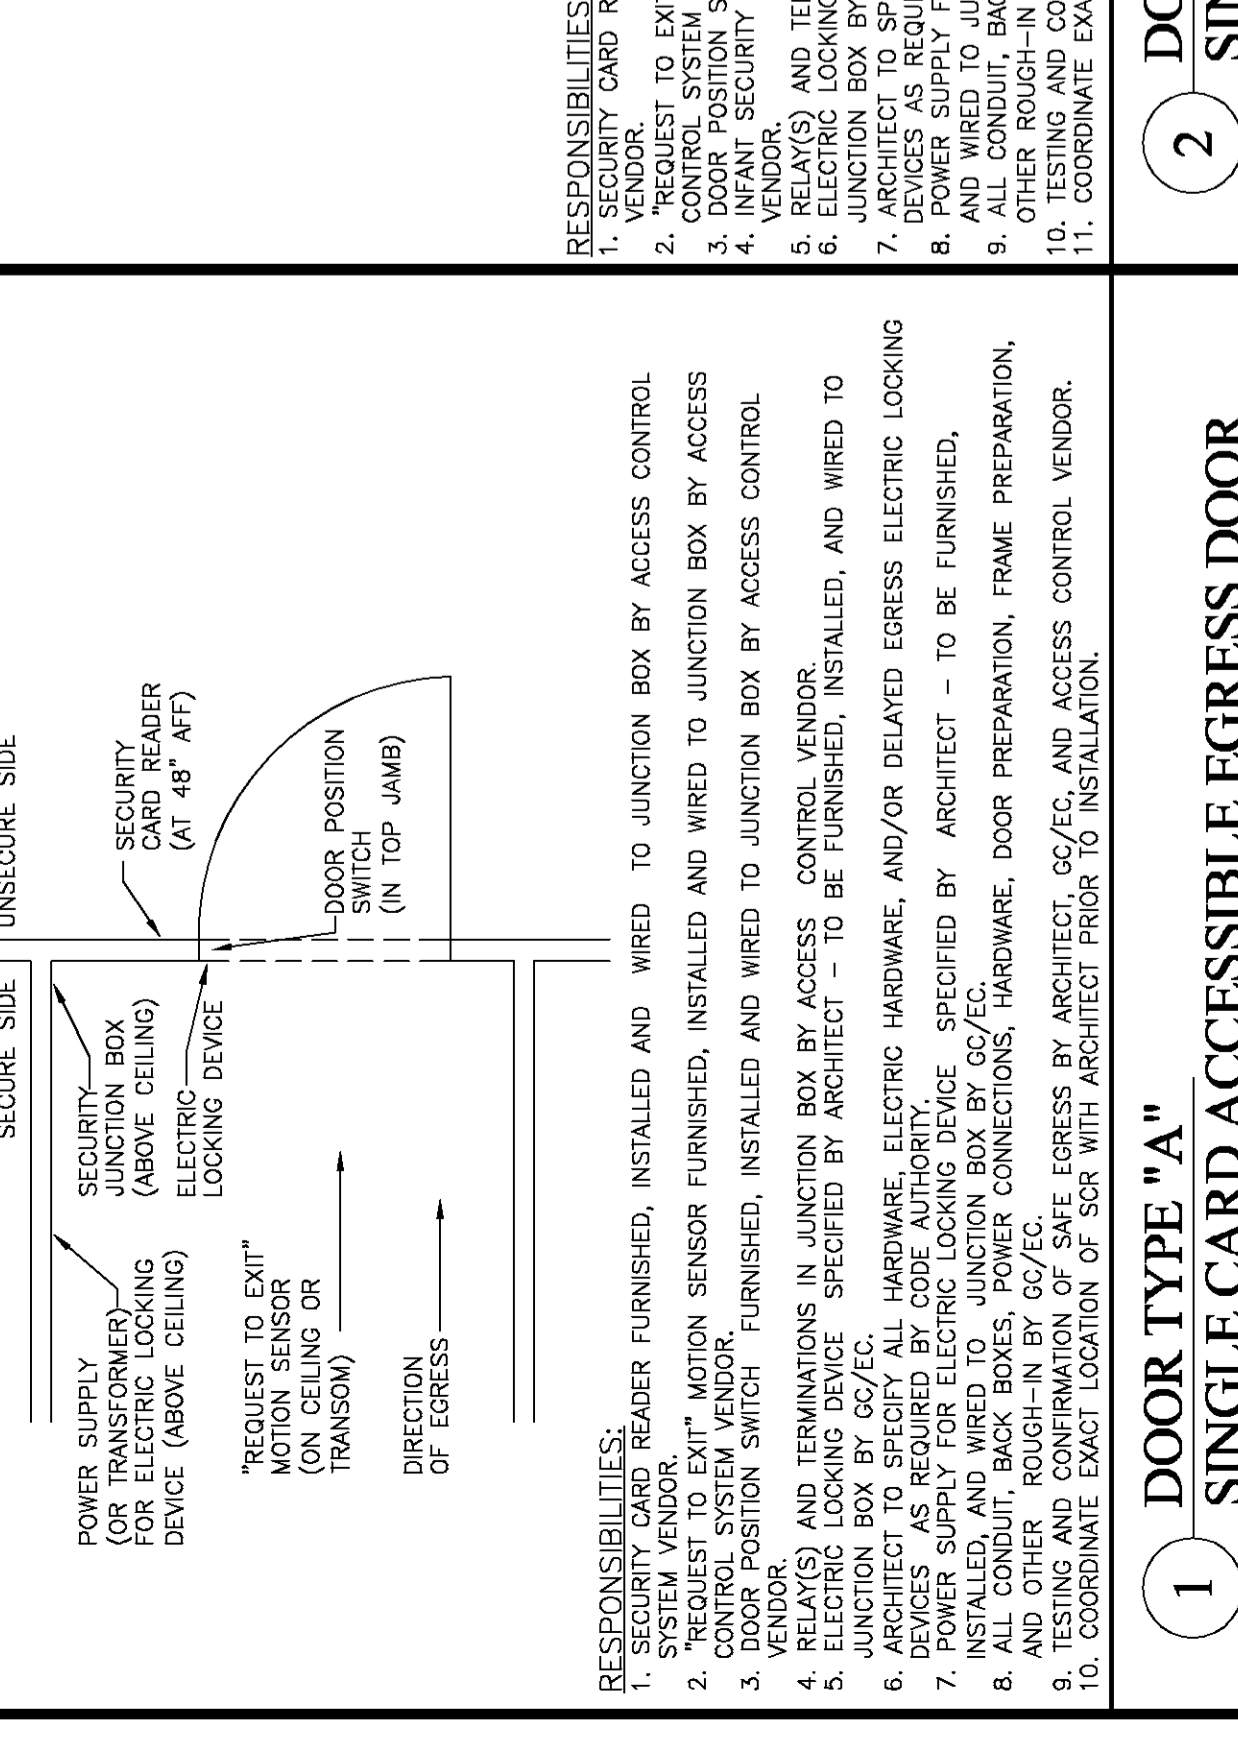 UNSECURE SIDE
SECURE SIDE
SECURITY
CARD READER
(AT 48" AFF)
DOOR POSITION
SWITCH
(IN TOP JAMB)
SECURITY
JUNCTION BOX
(ABOVE CEILING)
ELECTRIC
LOCKING DEVICE
POWER SUPPLY
(OR TRANSFORMER)
FOR ELECTRIC LOCKING
DEVICE (ABOVE CEILING)
"REQUEST TO EXIT"
MOTION SENSOR
(ON CEILING OR
TRANSOM)
DIRECTION
OF EGRESS
RESPONSIBILITIES:
1. SECURITY CARD READER FURNISHED, INSTALLED AND WIRED TO JUNCTION BOX BY ACCESS CONTROL
SYSTEM VENDOR.
2. "REQUEST TO EXIT" MOTION SENSOR FURNISHED, INSTALLED AND WIRED TO JUNCTION BOX BY ACCESS
CONTROL SYSTEM VENDOR.
3. DOOR POSITION SWITCH FURNISHED, INSTALLED AND WIRED TO JUNCTION BOX BY ACCESS CONTROL
VENDOR.
4. RELAY(S) AND TERMINATIONS IN JUNCTION BOX BY ACCESS CONTROL VENDOR.
5. ELECTRIC LOCKING DEVICE SPECIFIED BY ARCHITECT – TO BE FURNISHED, INSTALLED, AND WIRED TO
JUNCTION BOX BY GC/EC.
6. ARCHITECT TO SPECIFY ALL HARDWARE, ELECTRIC HARDWARE, AND/OR DELAYED EGRESS ELECTRIC LOCKING
DEVICES AS REQUIRED BY CODE AUTHORITY.
7. POWER SUPPLY FOR ELECTRIC LOCKING DEVICE SPECIFIED BY ARCHITECT – TO BE FURNISHED,
INSTALLED, AND WIRED TO JUNCTION BOX BY GC/EC.
8. ALL CONDUIT, BACK BOXES, POWER CONNECTIONS, HARDWARE, DOOR PREPARATION, FRAME PREPARATION,
AND OTHER ROUGH-IN BY GC/EC.
9. TESTING AND CONFIRMATION OF SAFE EGRESS BY ARCHITECT, GC/EC, AND ACCESS CONTROL VENDOR.
10. COORDINATE EXACT LOCATION OF SCR WITH ARCHITECT PRIOR TO INSTALLATION.
1
DOOR TYPE "A"
SINGLE CARD ACCESSIBLE EGRESS DOOR
RESPONSIBILITIES
1. SECURITY CARD R
VENDOR.
2. "REQUEST TO EXI
CONTROL SYSTEM
3. DOOR POSITION S
4. INFANT SECURITY
VENDOR.
5. RELAY(S) AND TE
6. ELECTRIC LOCKING
JUNCTION BOX BY
7. ARCHITECT TO SP
DEVICES AS REQU
8. POWER SUPPLY F
AND WIRED TO JU
9. ALL CONDUIT, BAC
OTHER ROUGH-IN
10. TESTING AND CO
11. COORDINATE EXA
2
DO
SIN